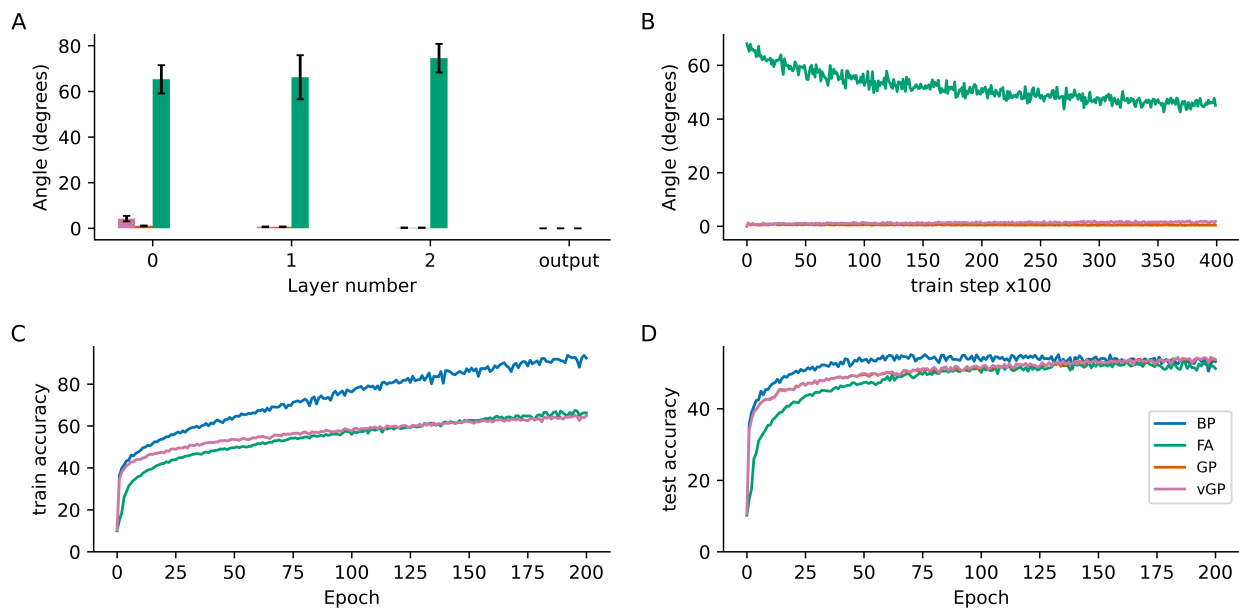 A
Angle (degrees)
80
60
40
20
0
0 1 2 output
Layer number
B
Angle (degrees)
60
40
20
0
0 50 100 150 200 250 300 350 400
train step x100
C
train accuracy
80
60
40
20
0
0 25 50 75 100 125 150 175 200
Epoch
D
test accuracy
40
20
0
0 25 50 75 100 125 150 175 200
Epoch
BP
FA
GP
vGP